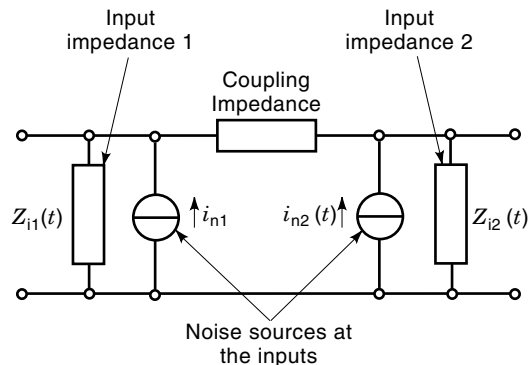 Input
impedance 1
Input
impedance 2
Coupling
Impedance
Z_i1(t)
i_n1
i_n2 (t)
Z_i2(t)
Noise sources at
the inputs